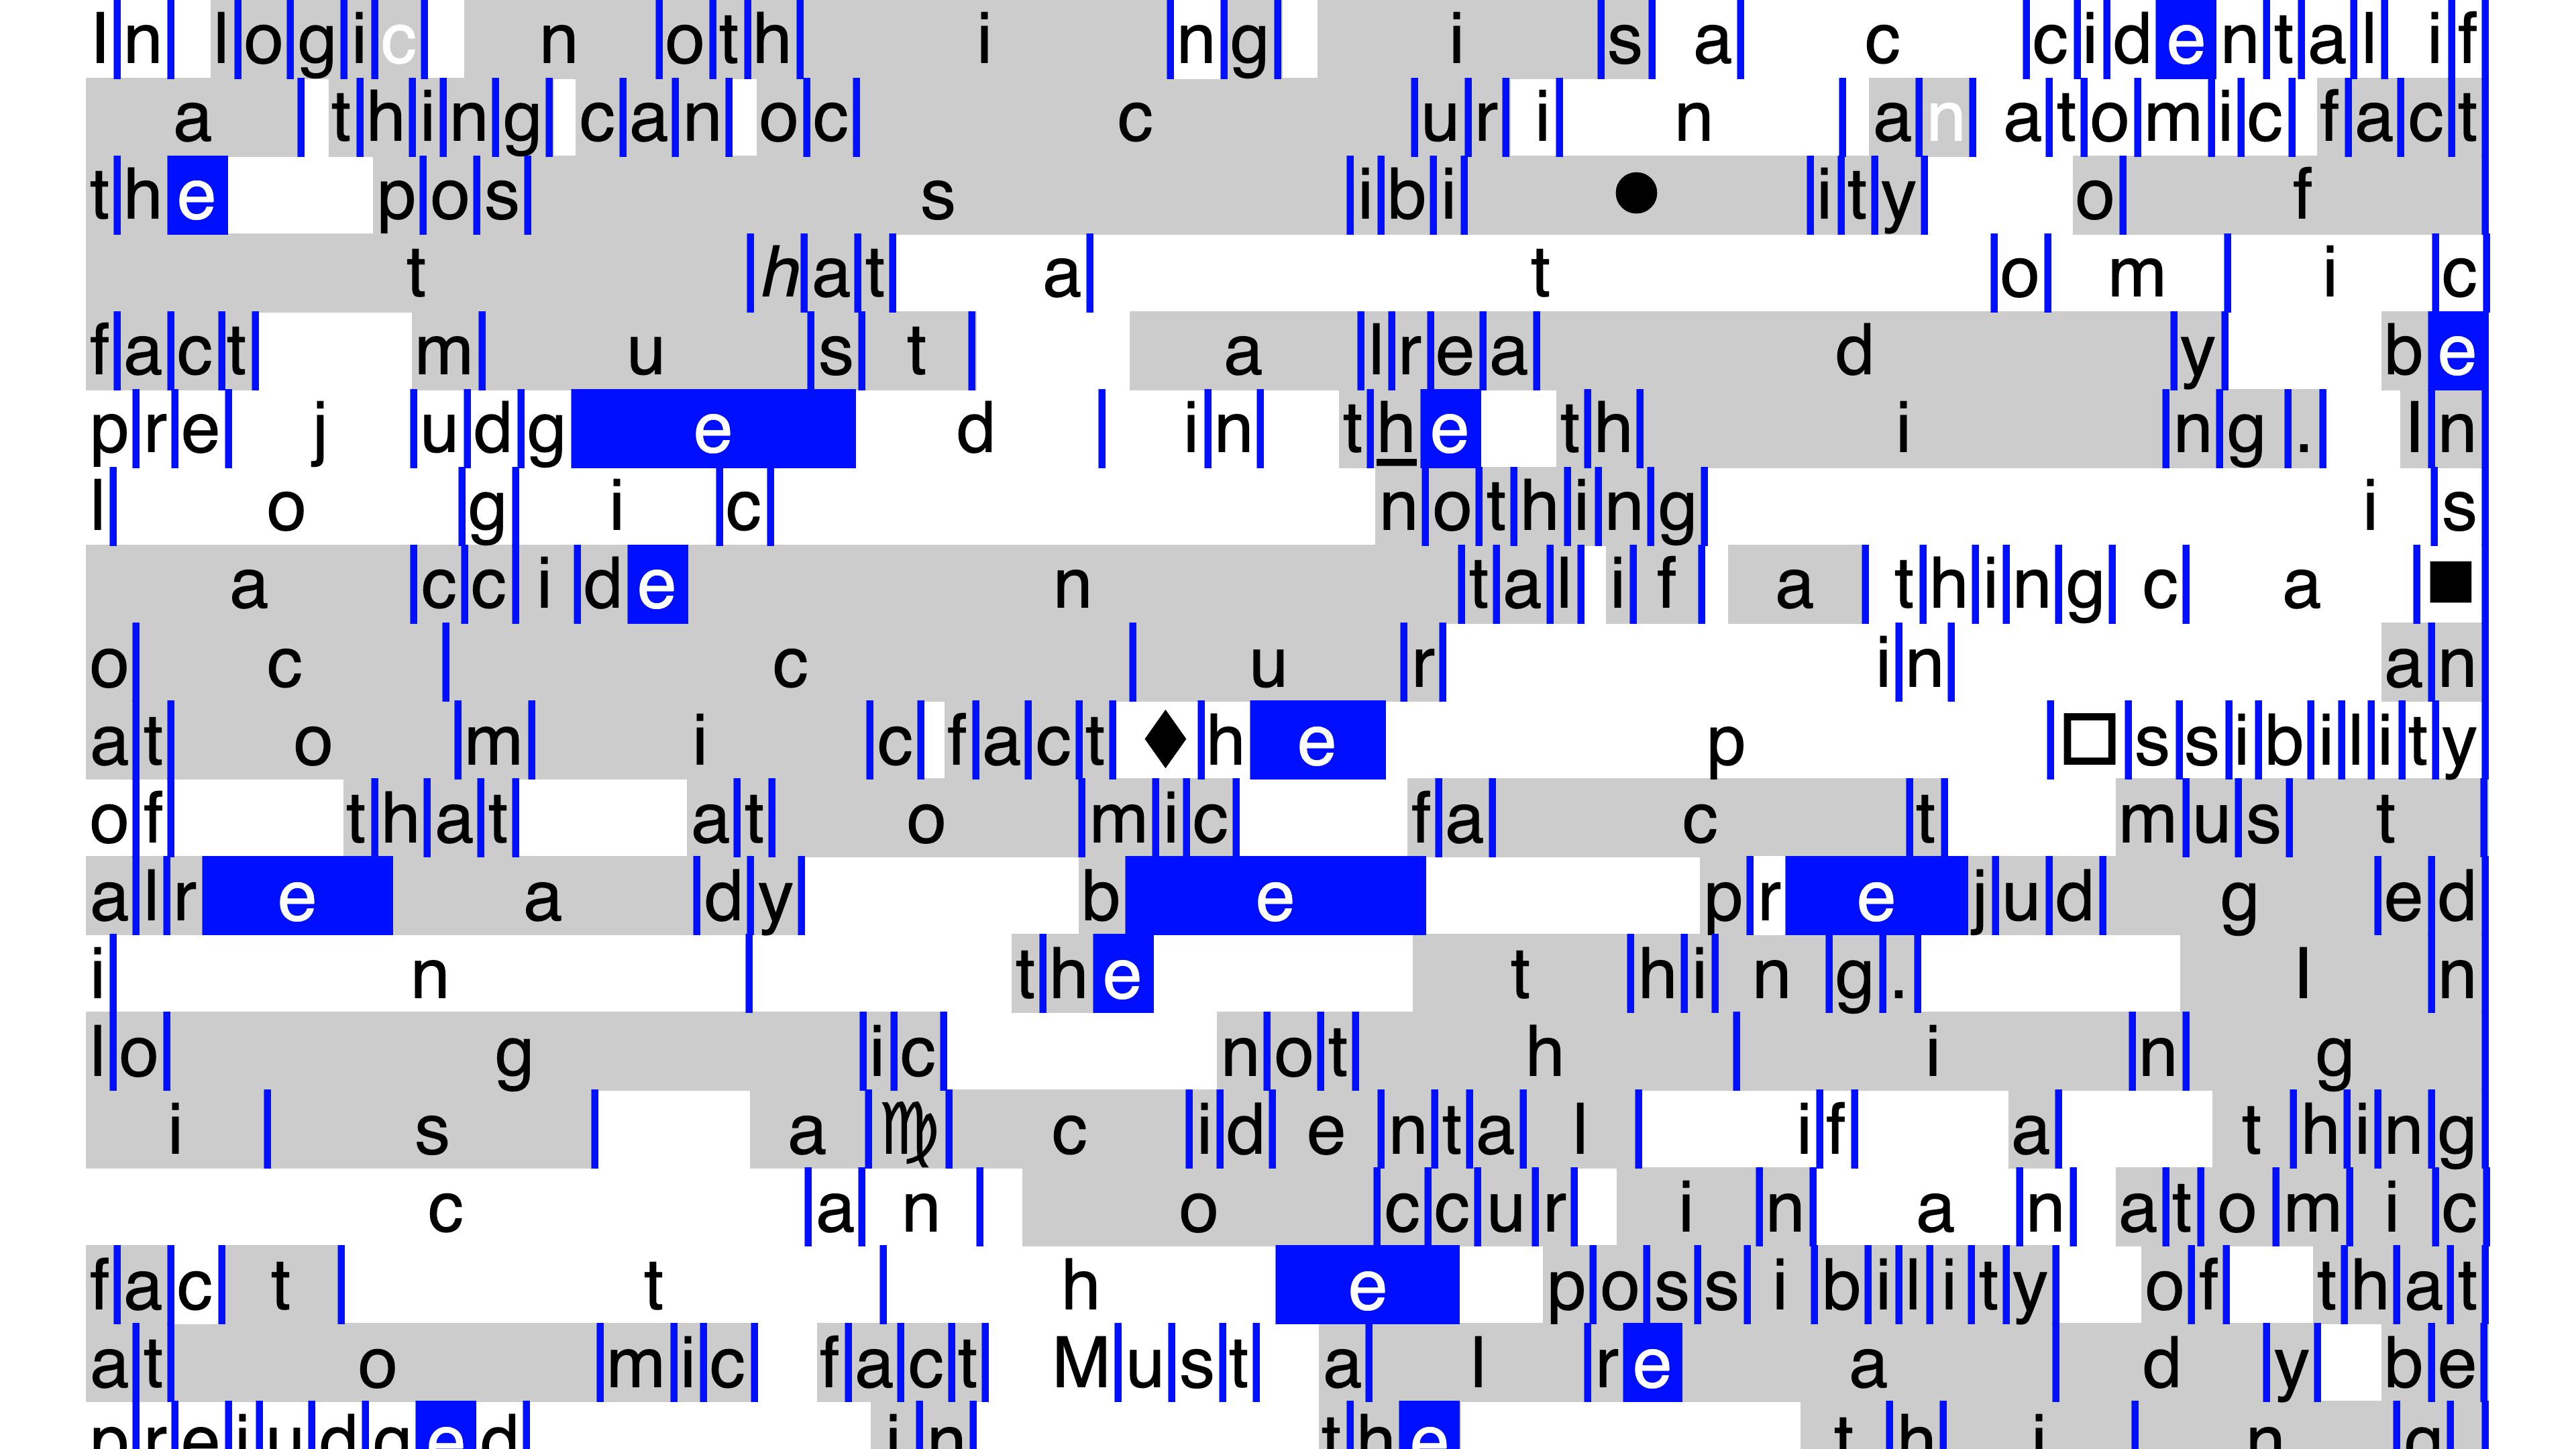 In logic nothing is accidental if
a thing can occur in an atomic fact
the possibi●ity of
that atomic
fact must already be
prejudged in the thing. In
logic nothing is
accidental if a thing ca■
occur in an
atomic fact ♦he p□ssibility
of that atomic fact must
already be prejudged
in the thing. In
logic nothing
is a♍cidental if a thing
can occur in an atomic
fact the possibility of that
atomic fact Must already be
prejudged in the thing